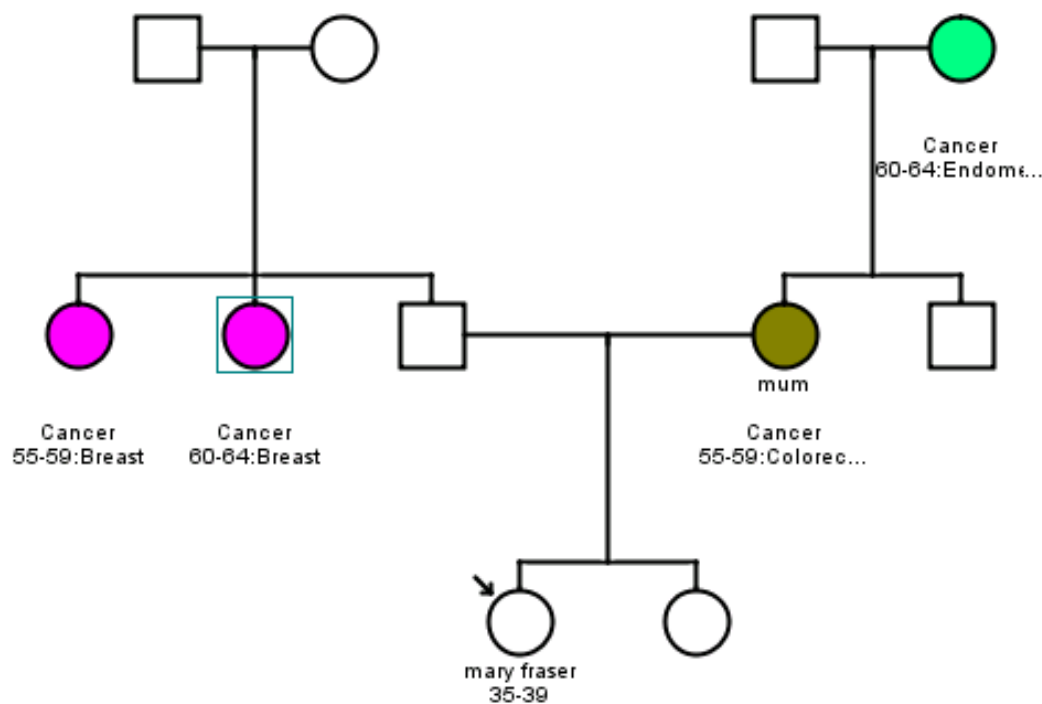 Cancer
60-64:Endome...
mum
Cancer
55-59:Breast
Cancer
60-64:Breast
Cancer
55-59:Colorec...
mary fraser
35-39